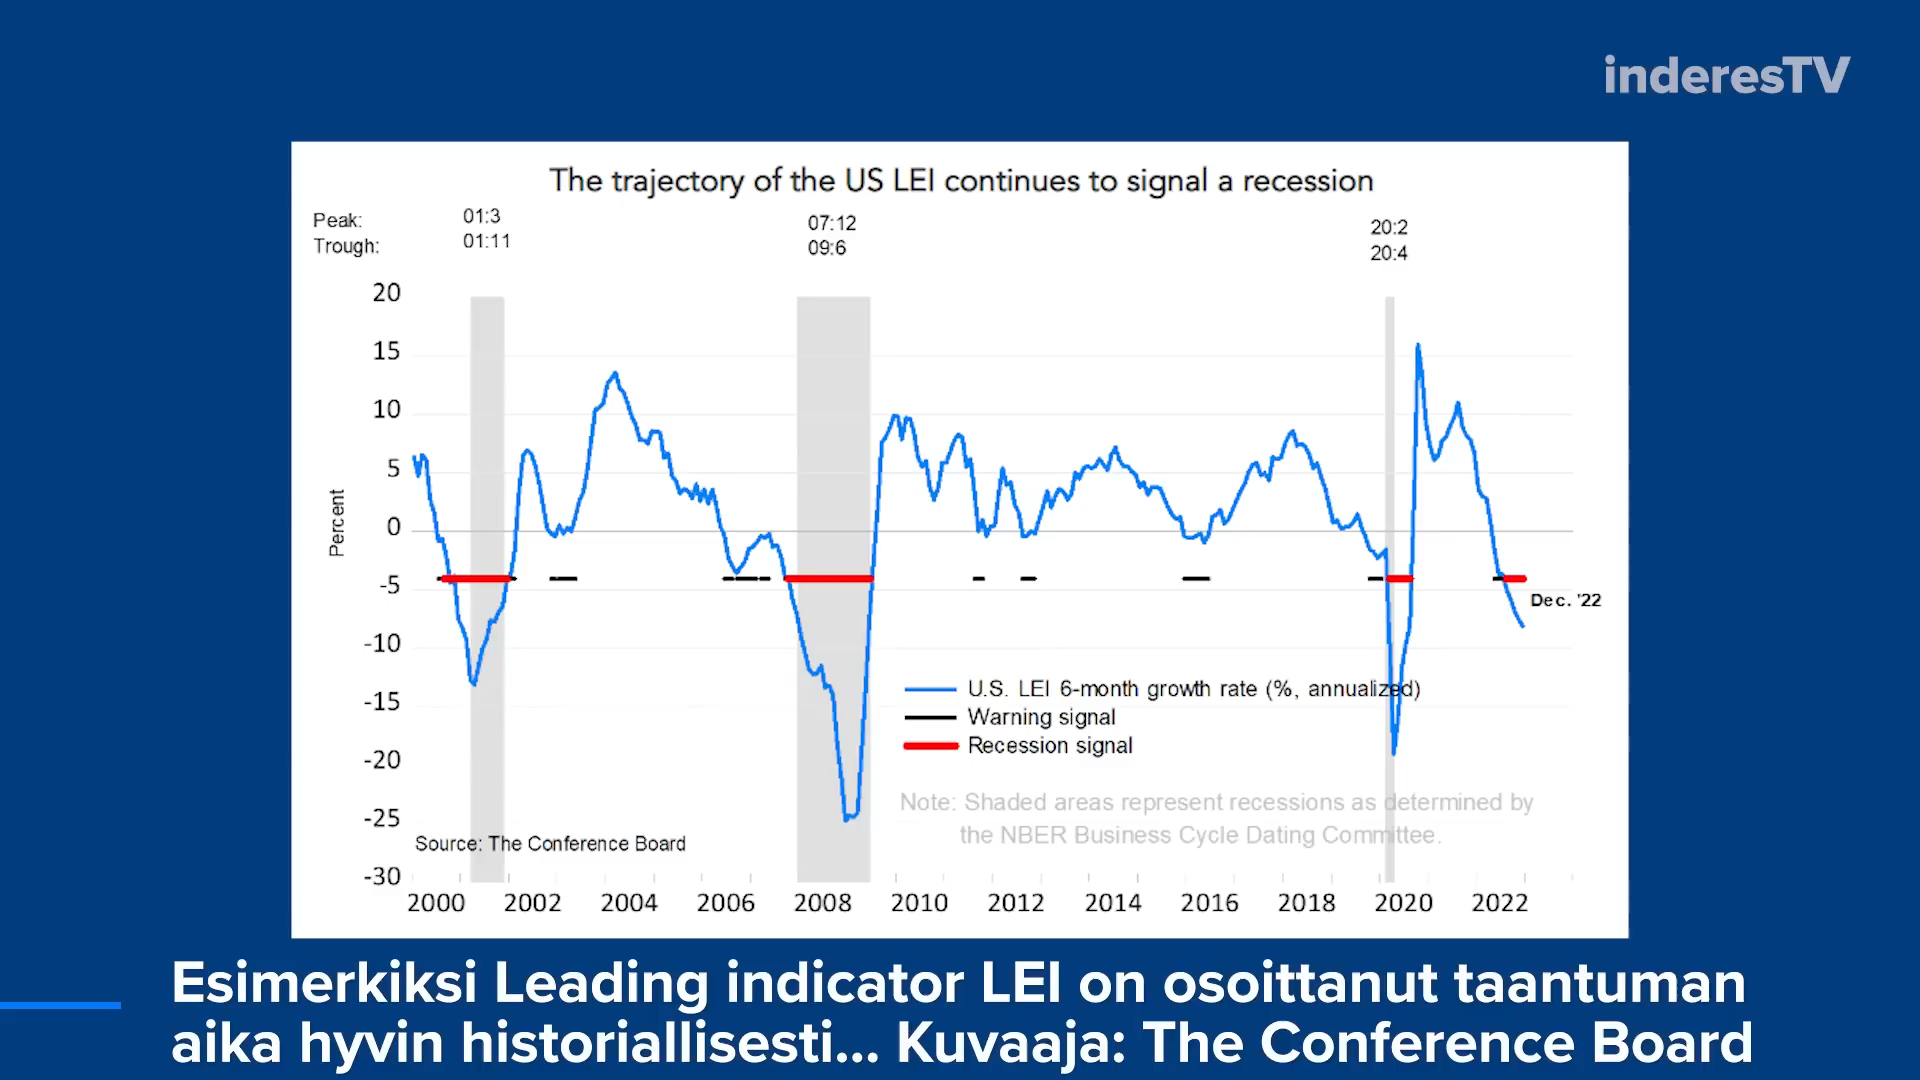 inderesTV
The trajectory of the US LEI continues to signal a recession
Peak: 01:3 07:12 20:2
Trough: 01:11 09:6 20:4
20
15
10
5
0
-5
-10
-15
-20
-25
-30
Percent
Dec. '22
U.S. LEI 6-month growth rate (%, annualized)
Warning signal
Recession signal
Note: Shaded areas represent recessions as determined by
the NBER Business Cycle Dating Committee.
Source: The Conference Board
2000 2002 2004 2006 2008 2010 2012 2014 2016 2018 2020 2022
Esimerkiksi Leading indicator LEI on osoittanut taantuman
aika hyvin historiallisesti... Kuvaaja: The Conference Board